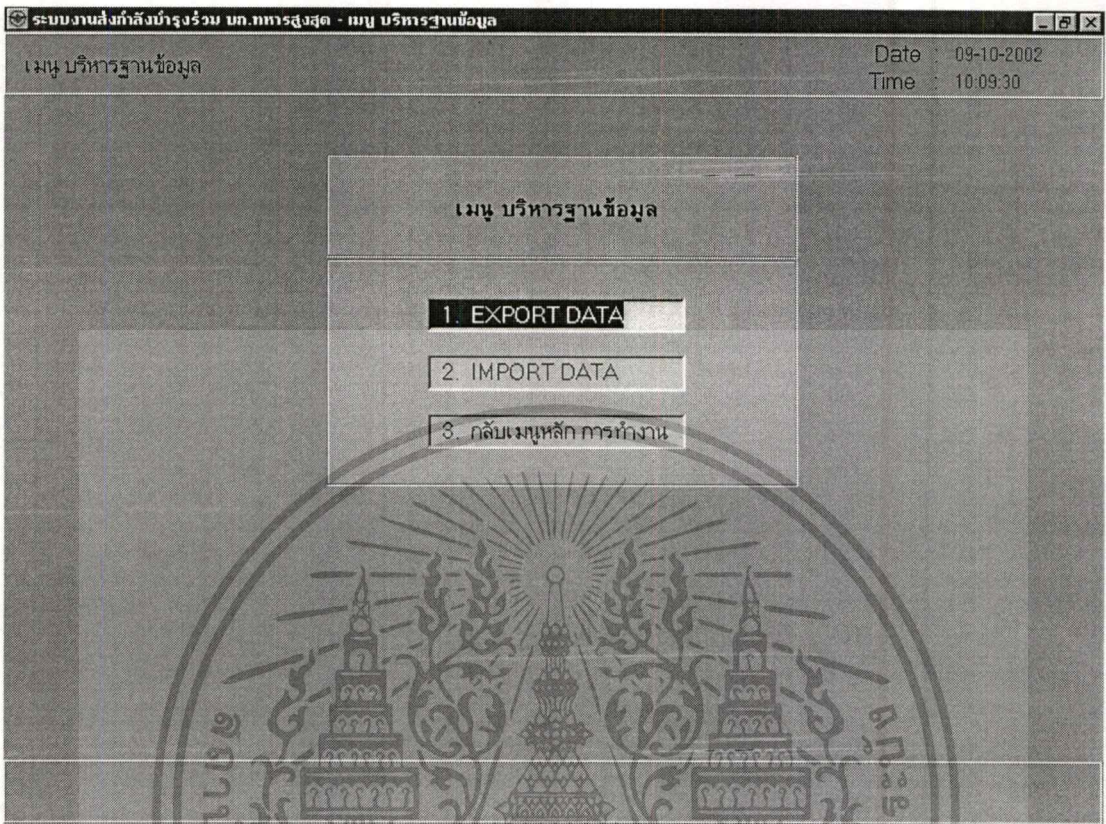 ระบบงานส่งกำลังบำรุงร่วม บก.ทหารสูงสุด - เมนู บริหารฐานข้อมูล
เมนู บริหารฐานข้อมูล
Date : 09-10-2002
Time : 10:09:30
เมนู บริหารฐานข้อมูล
1. EXPORT DATA
2. IMPORT DATA
3. กลับเมนูหลัก การทำงาน